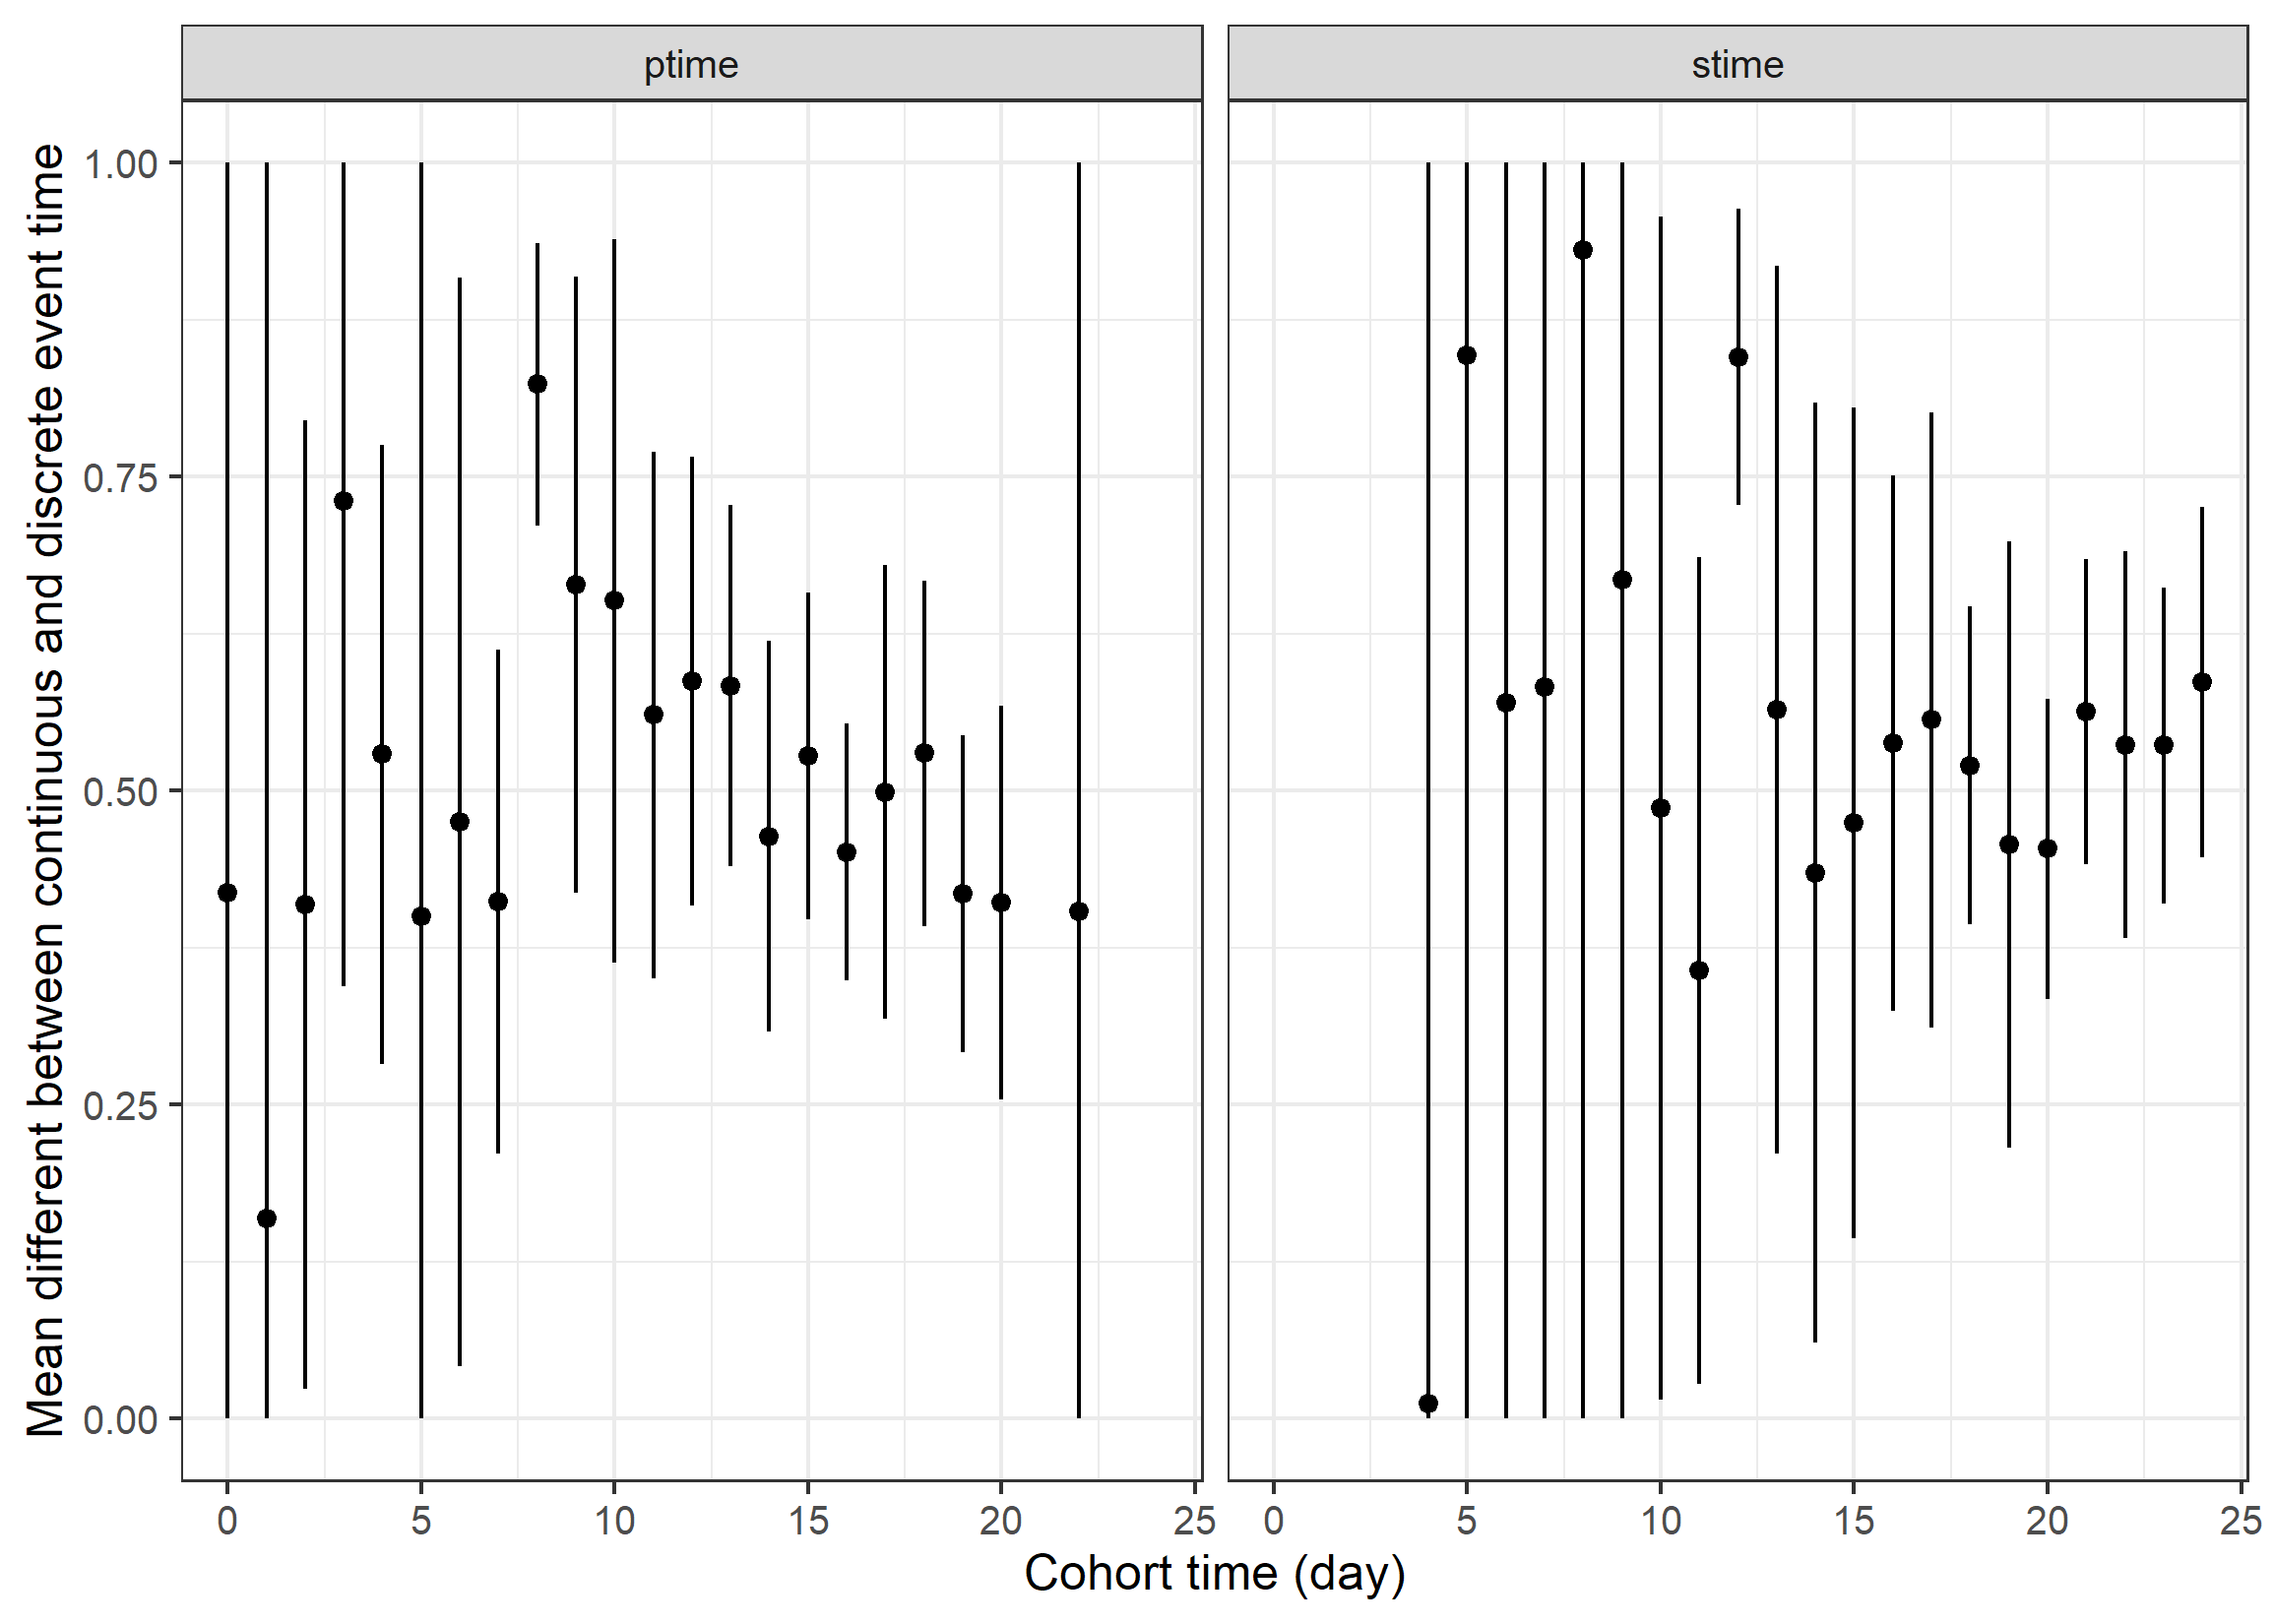 ptime
stime
Mean different between continuous and discrete event time
1.00
0.75
0.50
0.25
0.00
0 5 10 15 20 25
0 5 10 15 20 25
Cohort time (day)